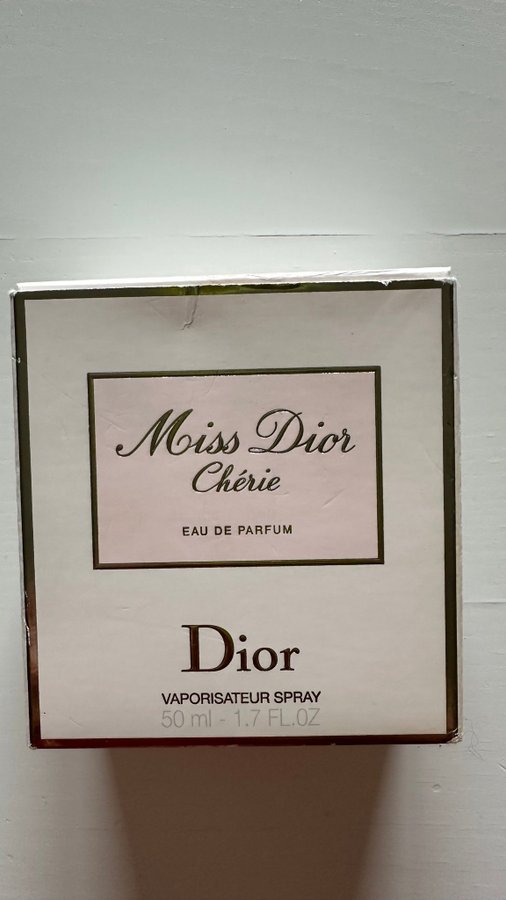 Miss Dior
Chérie
EAU DE PARFUM
Dior
VAPORISATEUR SPRAY
50 ml - 1.7 FL.OZ